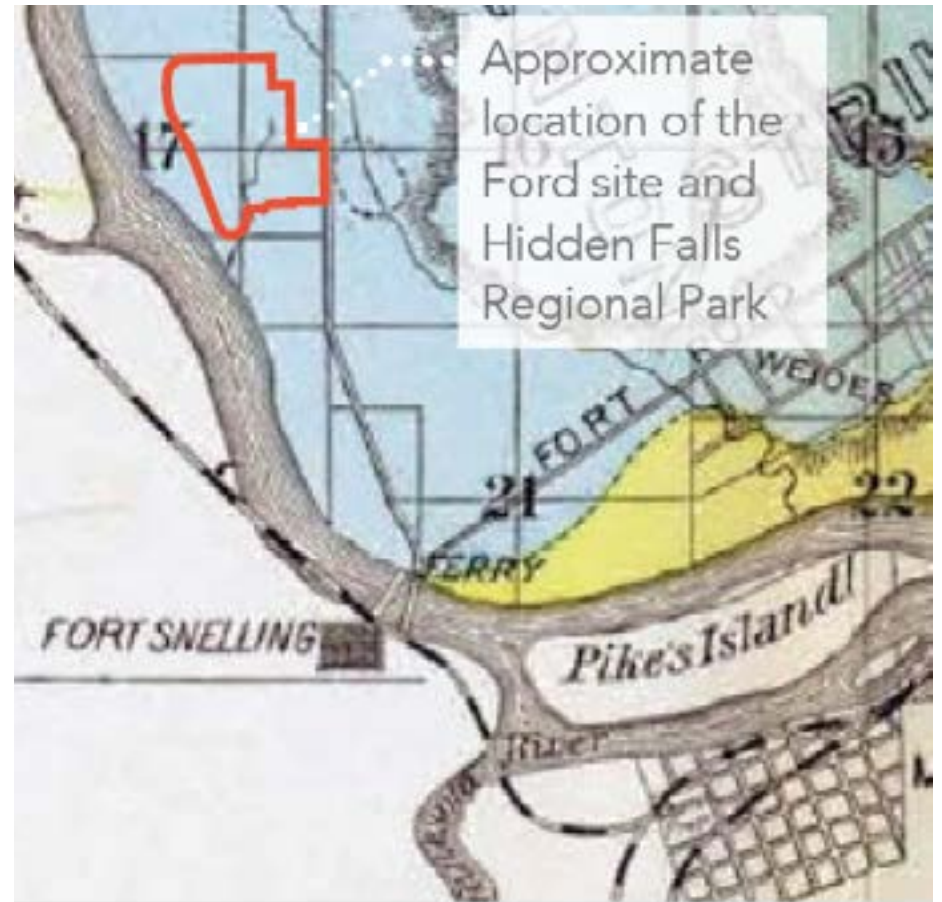 Approximate
location of the
Ford site and
Hidden Falls
Regional Park
17
15
WEJOES
FORT
21
22
FERRY
FORT SNELLING
Pike's Island
River